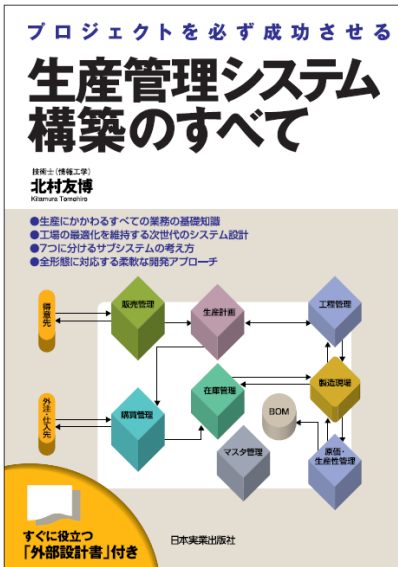 プロジェクトを必ず成功させる
生産管理システム
構築のすべて
技術士(情報工学)
北村友博
Kitamura Tomohiro
●生産にかかわるすべての業務の基礎知識
●工場の最適化を維持する次世代のシステム設計
●7つに分けるサブシステムの考え方
●全形態に対応する柔軟な開発アプローチ
得意先
販売管理
生産計画
工程管理
外注・仕入先
購買管理
在庫管理
製造現場
BOM
マスタ管理
原価・
生産性管理
すぐに役立つ
「外部設計書」付き
日本実業出版社